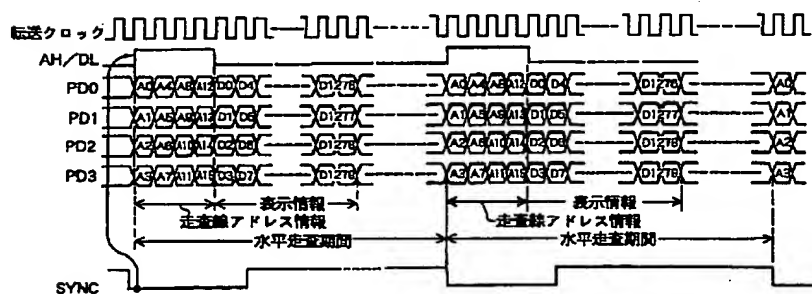 転送クロック
AH/DL
PD0 A0 A4 A8 A12 D0 D4 D1276 A0 A4 A8 A12 D0 D4 D1276 A0
PD1 A1 A5 A9 A13 D1 D5 D1277 A1 A5 A9 A13 D1 D5 D1277 A1
PD2 A2 A6 A10 A14 D2 D6 A2 A6 A10 A14 D2 D6
PD3 A3 A7 A11 A15 D3 D7 A3 A7 A11 A15 D3 D7 A3
表示情報 表示情報
走査線アドレス情報 走査線アドレス情報
水平走査期間 水平走査期間
SYNC